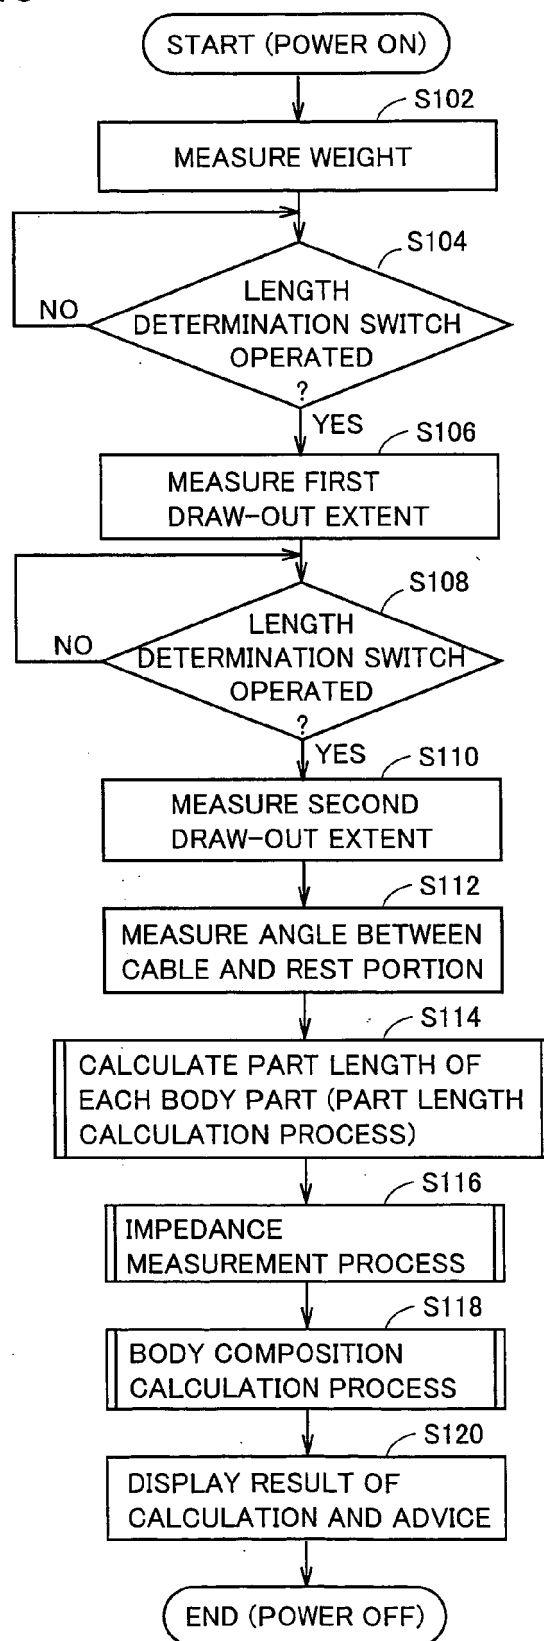 START (POWER ON)
S102
MEASURE WEIGHT
S104
LENGTH
DETERMINATION SWITCH
OPERATED
?
NO
YES
S106
MEASURE FIRST
DRAW-OUT EXTENT
S108
LENGTH
DETERMINATION SWITCH
OPERATED
?
NO
YES
S110
MEASURE SECOND
DRAW-OUT EXTENT
S112
MEASURE ANGLE BETWEEN
CABLE AND REST PORTION
S114
CALCULATE PART LENGTH OF
EACH BODY PART (PART LENGTH
CALCULATION PROCESS)
S116
IMPEDANCE
MEASUREMENT PROCESS
S118
BODY COMPOSITION
CALCULATION PROCESS
S120
DISPLAY RESULT OF
CALCULATION AND ADVICE
END (POWER OFF)